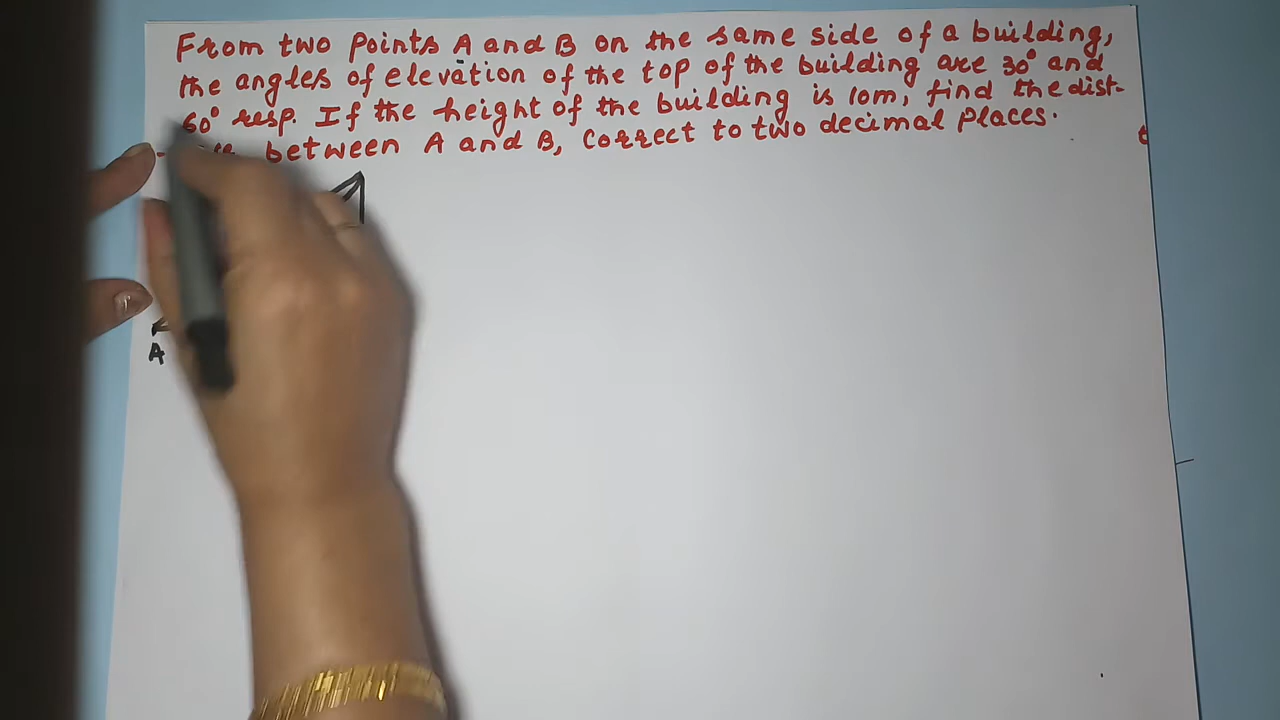 From two points A and B on the same side of a building,
the angles of elevation of the top of the building are 30° and
60° resp. If the height of the building is 10m, find the dist-
between A and B, correct to two decimal places.
A